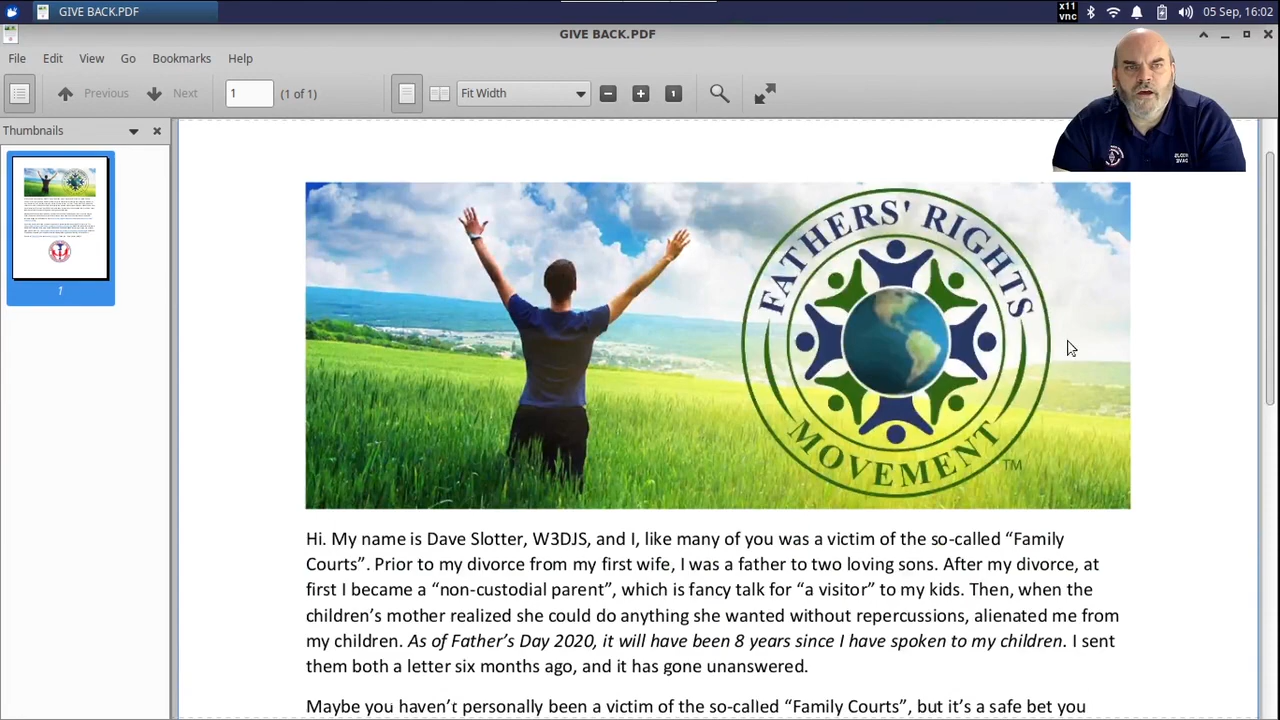 GIVE BACK.PDF
x11
vnc
05 Sep, 16:02
GIVE BACK.PDF
File Edit View Go Bookmarks Help
Previous Next 1 (1 of 1) Fit Width 1
Thumbnails
FATHERS' RIGHTS
MOVEMENT
TM
1
Hi. My name is Dave Slotter, W3DJS, and I, like many of you was a victim of the so-called “Family
Courts”. Prior to my divorce from my first wife, I was a father to two loving sons. After my divorce, at
first I became a “non-custodial parent”, which is fancy talk for “a visitor” to my kids. Then, when the
children’s mother realized she could do anything she wanted without repercussions, alienated me from
my children. As of Father’s Day 2020, it will have been 8 years since I have spoken to my children. I sent
them both a letter six months ago, and it has gone unanswered.
Maybe you haven’t personally been a victim of the so-called “Family Courts”, but it’s a safe bet you